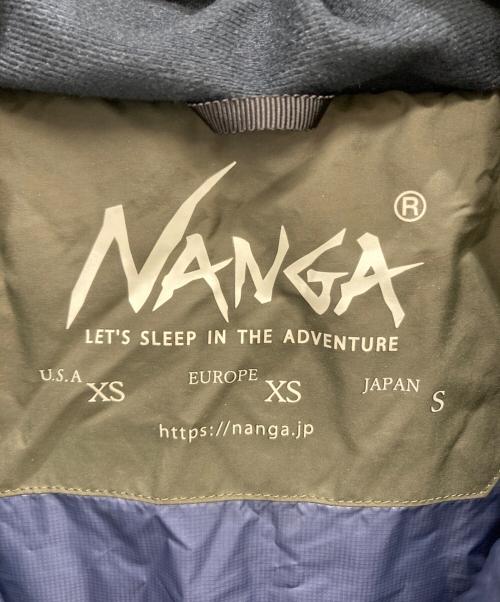 NANGA®
LET'S SLEEP IN THE ADVENTURE
U.S.A XS EUROPE XS JAPAN S
https://nanga.jp